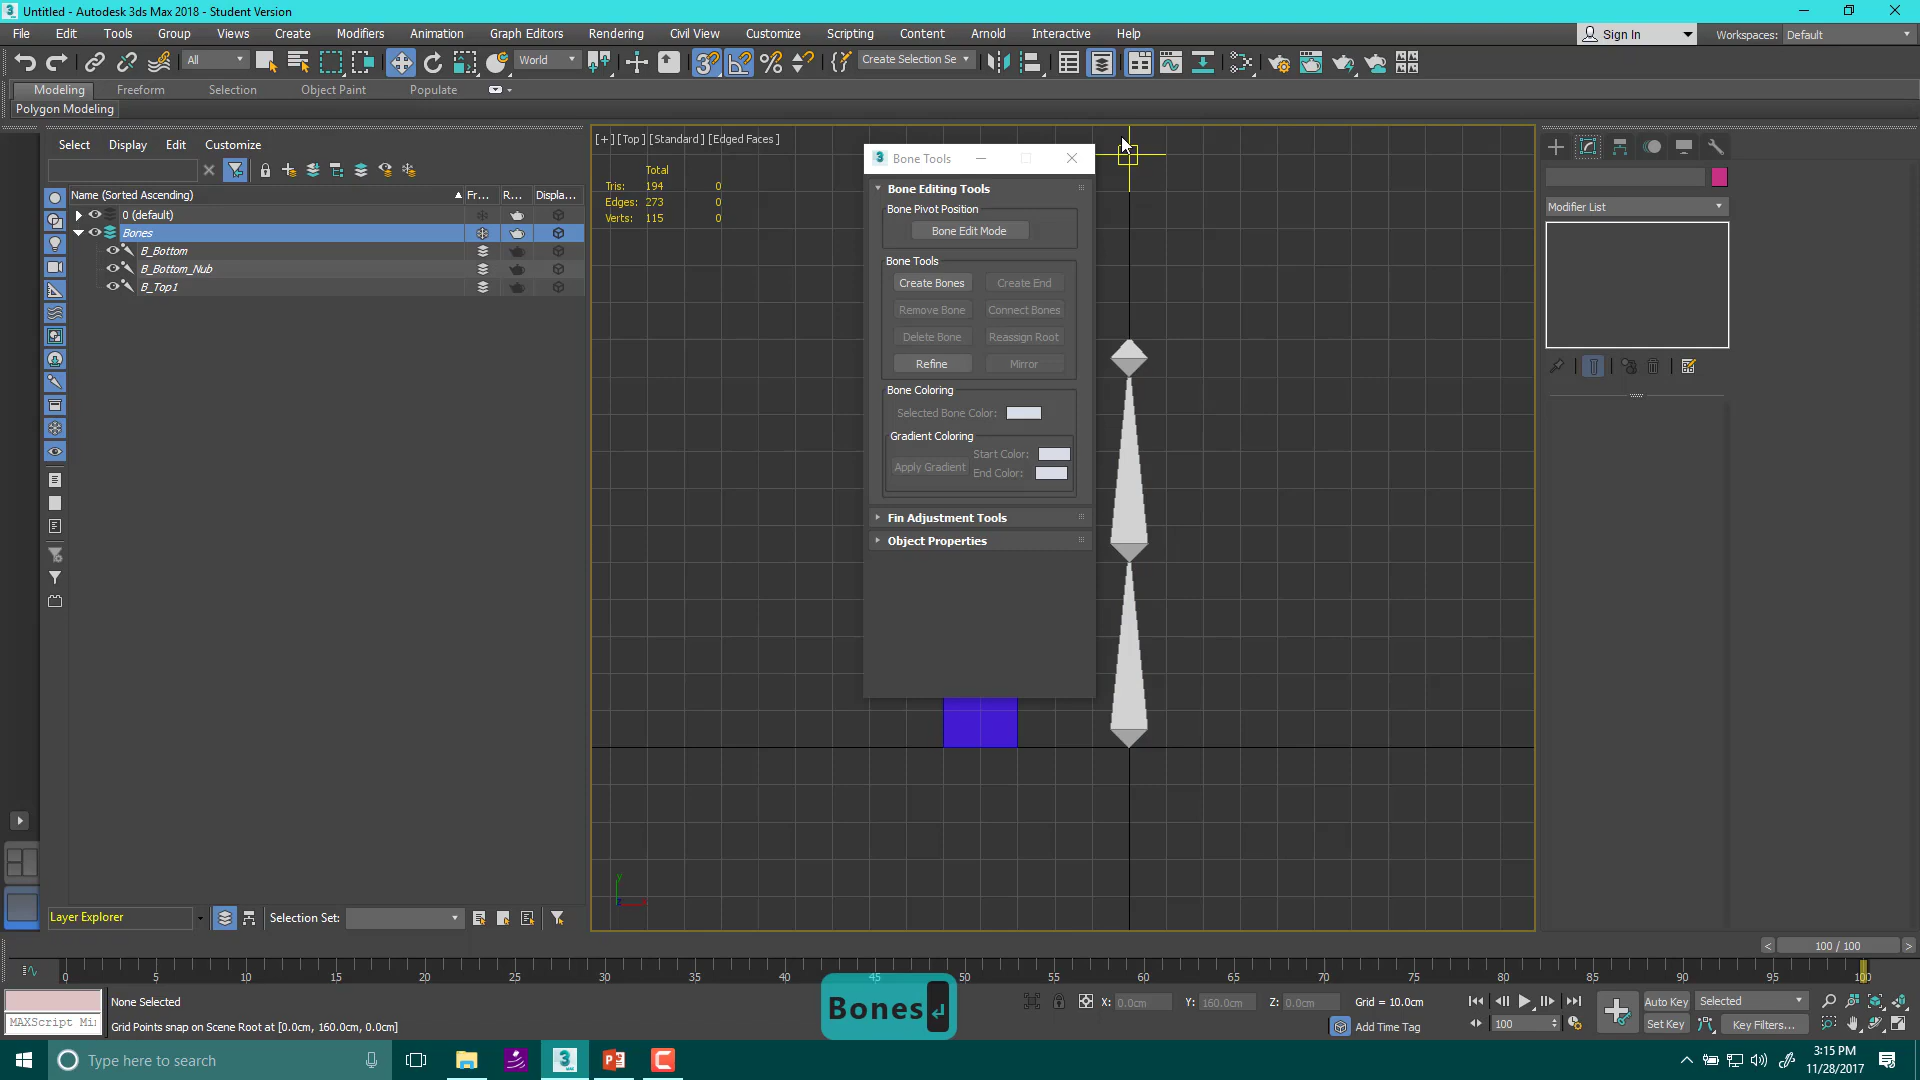 Untitled - Autodesk 3ds Max 2018 - Student Version
File Edit Tools Group Views Create Modifiers Animation Graph Editors Rendering Civil View Customize Scripting Content Arnold Interactive Help
Sign In Workspaces: Default
All World Create Selection Se
Modeling Freeform Selection Object Paint Populate
Polygon Modeling
Select Display Edit Customize
Name (Sorted Ascending) Fr... R... Displa...
0 (default)
Bones
B_Bottom
B_Bottom_Nub
B_Top1
[+] [Top] [Standard] [Edged Faces]
Total
Tris: 194 0
Edges: 273 0
Verts: 115 0
Bone Tools
Bone Editing Tools
Bone Pivot Position
Bone Edit Mode
Bone Tools
Create Bones Create End
Remove Bone Connect Bones
Delete Bone Reassign Root
Refine Mirror
Bone Coloring
Selected Bone Color:
Gradient Coloring
Start Color:
Apply Gradient
End Color:
Fin Adjustment Tools
Object Properties
y
Modifier List
Layer Explorer Selection Set:
100 / 100
0 5 10 15 20 25 30 35 40 45 50 55 60 65 70 75 80 85 90 95 100
None Selected
MAXScript Mi
Grid Points snap on Scene Root at [0.0cm, 160.0cm, 0.0cm]
Bones
X: 0.0cm Y: 160.0cm Z: 0.0cm Grid = 10.0cm
Add Time Tag
100
Auto Key Selected
Set Key Key Filters...
Type here to search
3:15 PM
11/28/2017